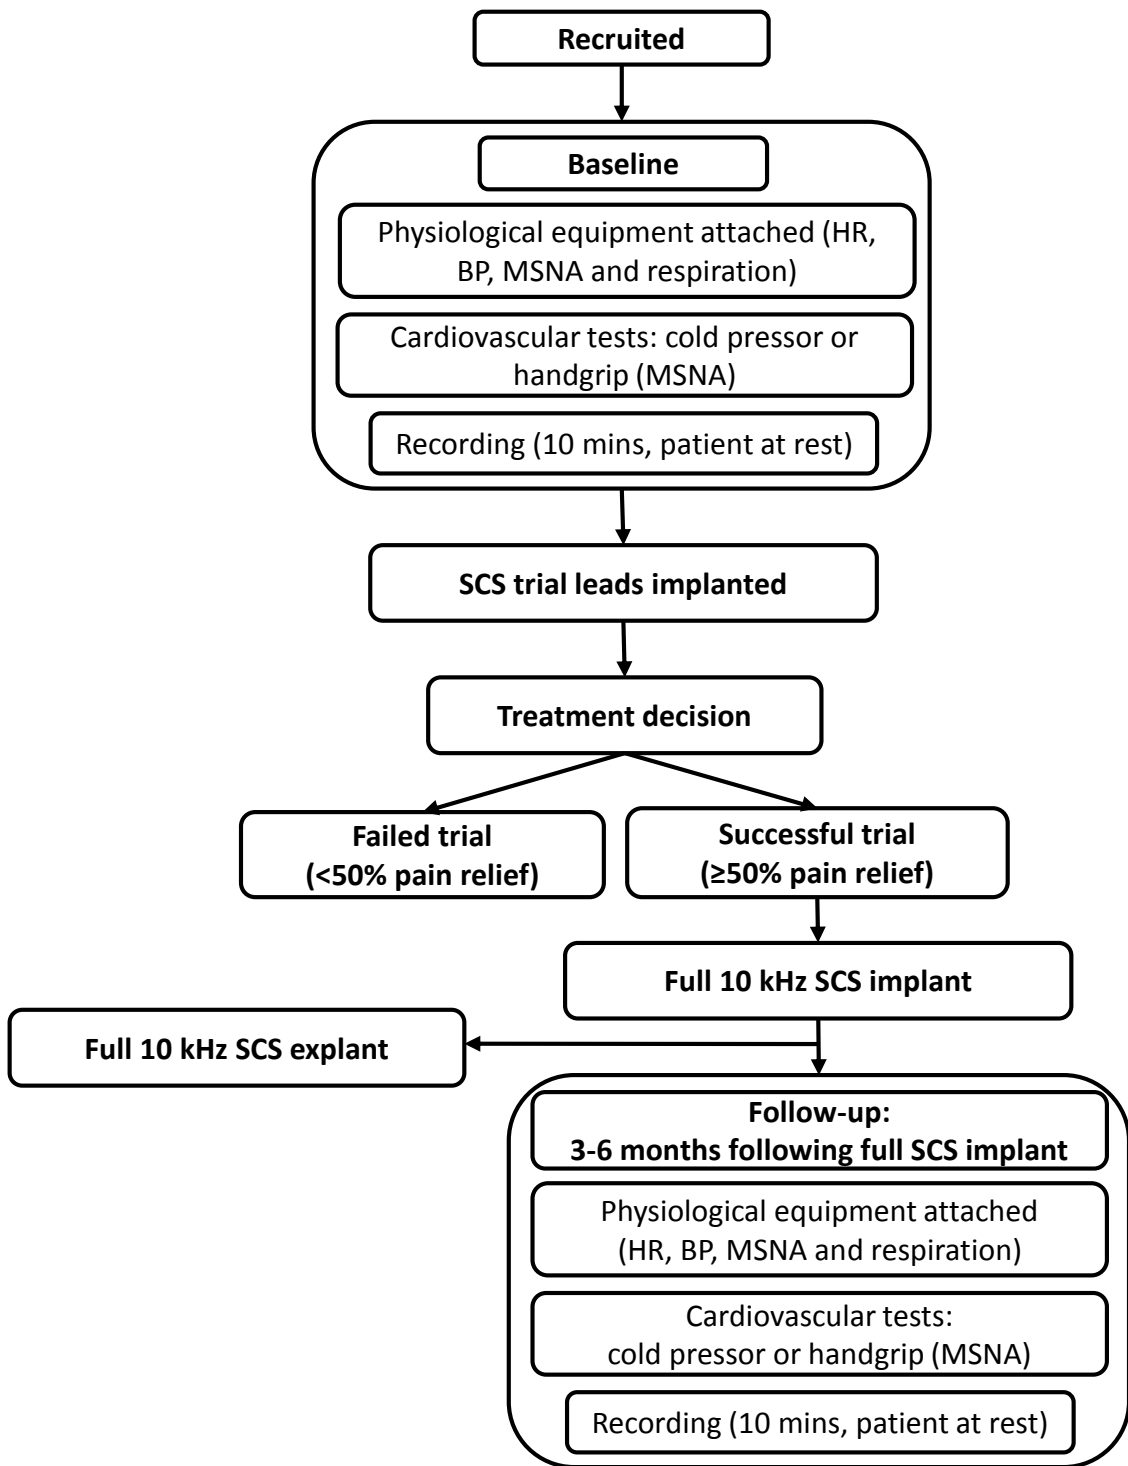 Recruited
Baseline
Physiological equipment attached (HR,
BP, MSNA and respiration)
Cardiovascular tests: cold pressor or
handgrip (MSNA)
Recording (10 mins, patient at rest)
SCS trial leads implanted
Treatment decision
Failed trial
(<50% pain relief)
Successful trial
(≥50% pain relief)
Full 10 kHz SCS implant
Full 10 kHz SCS explant
Follow-up:
3-6 months following full SCS implant
Physiological equipment attached
(HR, BP, MSNA and respiration)
Cardiovascular tests:
cold pressor or handgrip (MSNA)
Recording (10 mins, patient at rest)